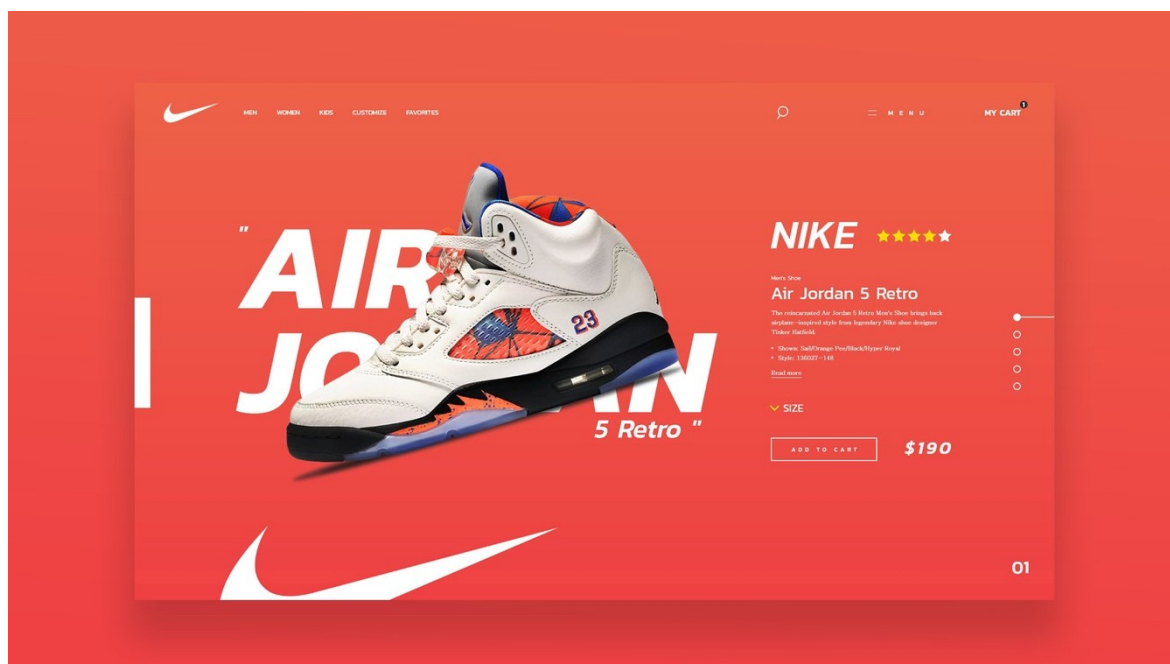 MEN WOMEN KIDS CUSTOMIZE FAVORITES
MENU
MY CART 1
" AIR
JORDAN
5 Retro "
23
NIKE
Men's Shoe
Air Jordan 5 Retro
The reincarnated Air Jordan 5 Retro Men's Shoe brings back
airplane-inspired style from legendary Nike shoe designer
Tinker Hatfield.
• Shown: Sail/Orange Peel/Black/Hyper Royal
• Style: 136027-148
Read more
SIZE
ADD TO CART $190
01